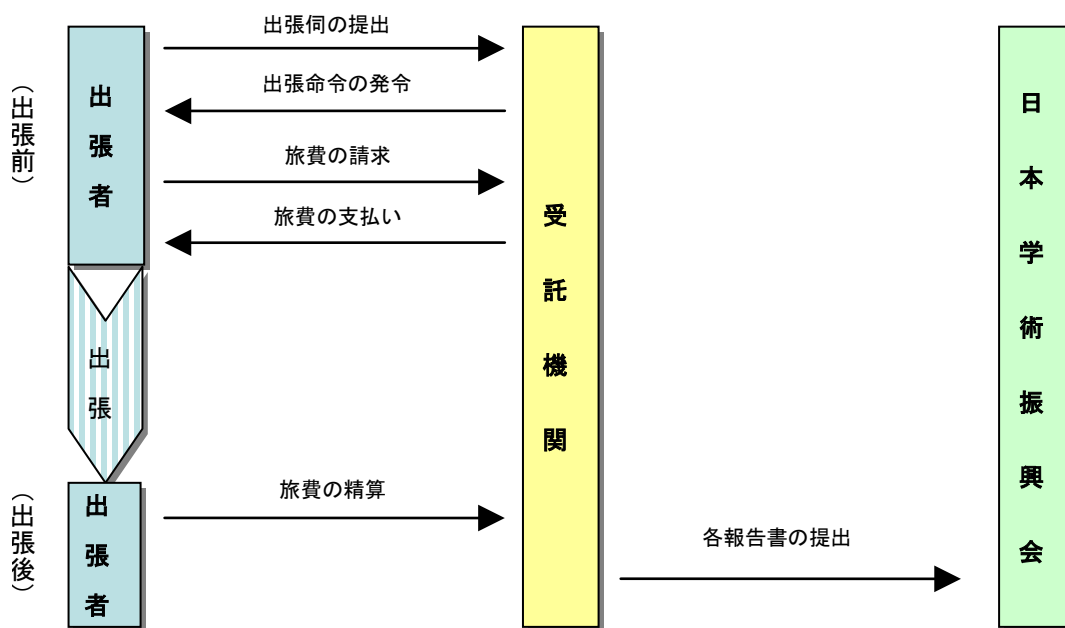 (出張前)
出張者
出張伺の提出
出張命令の発令
旅費の請求
旅費の支払い
出張
(出張後)
出張者
旅費の精算
受託機関
各報告書の提出
日本学術振興会